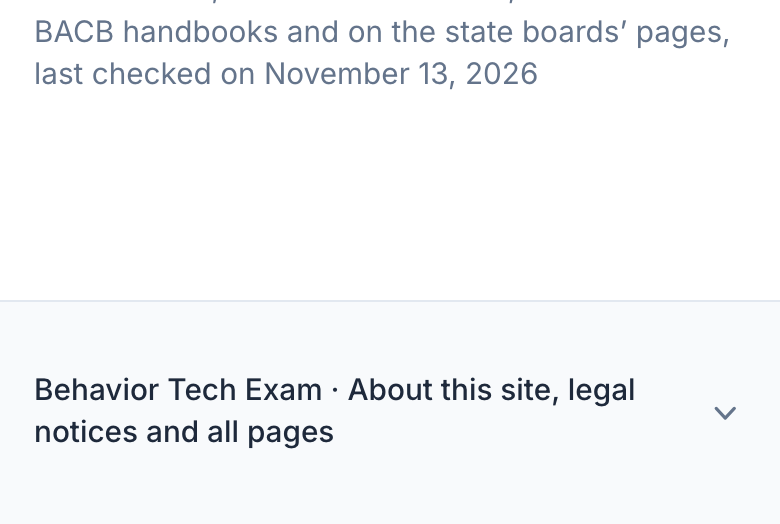 BACB handbooks and on the state boards’ pages,
last checked on November 13, 2026
Behavior Tech Exam · About this site, legal
notices and all pages